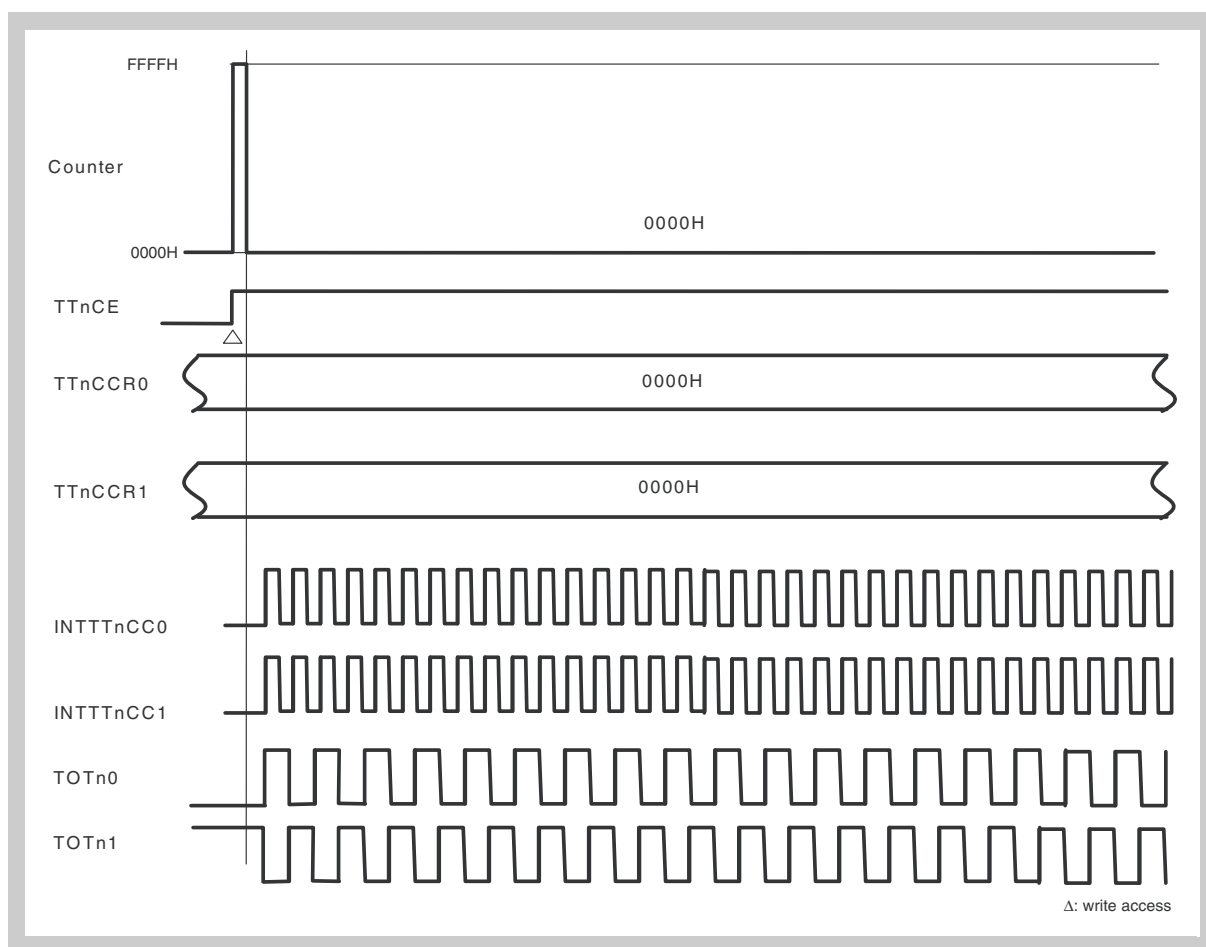 FFFFH
Counter
0000H
0000H
TTnCE
TTnCCR0
0000H
TTnCCR1
0000H
INTTTnCC0
INTTTnCC1
TOTn0
TOTn1
Δ: write access